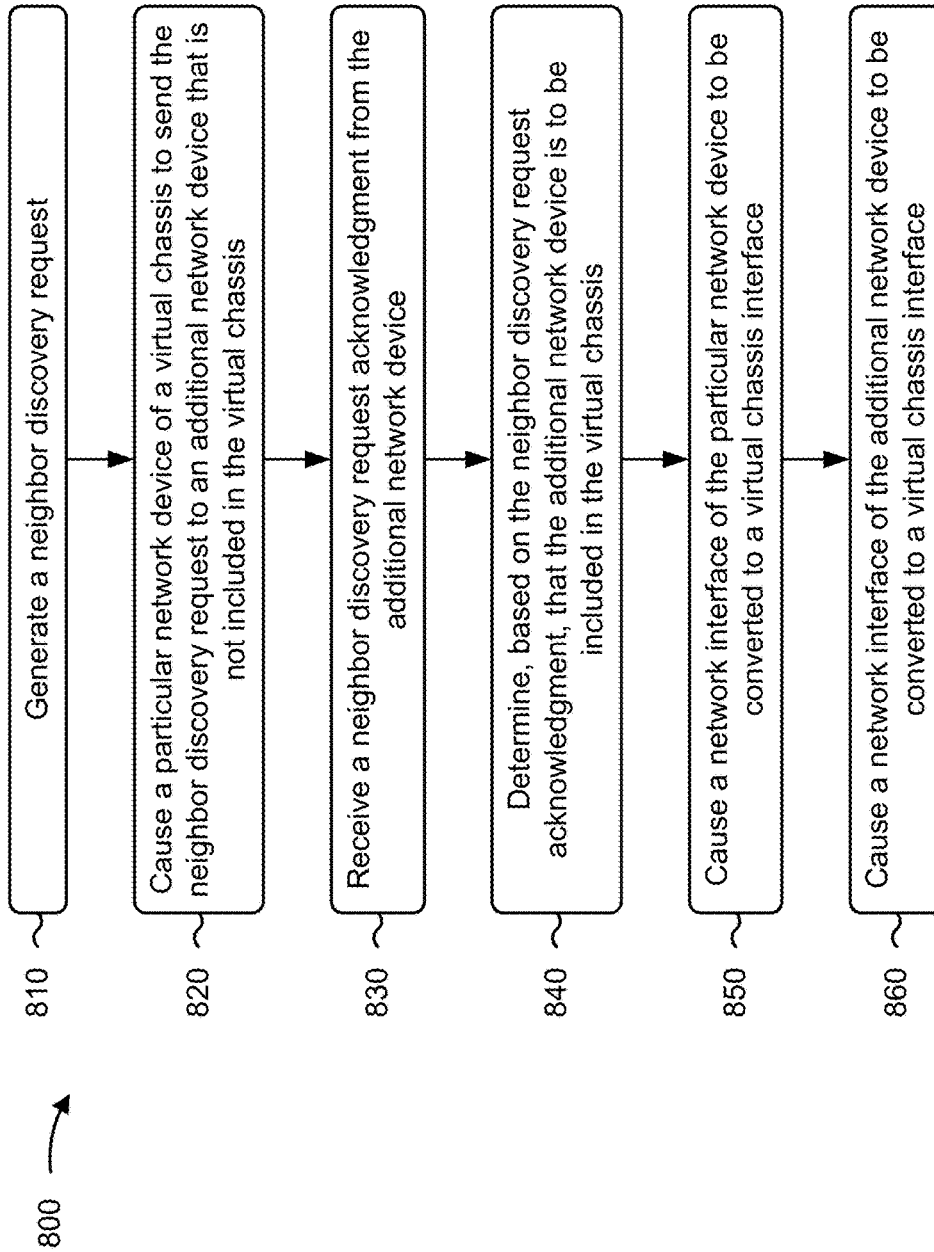 800
810
Generate a neighbor discovery request
820
Cause a particular network device of a virtual chassis to send the
neighbor discovery request to an additional network device that is
not included in the virtual chassis
830
Receive a neighbor discovery request acknowledgment from the
additional network device
840
Determine, based on the neighbor discovery request
acknowledgment, that the additional network device is to be
included in the virtual chassis
850
Cause a network interface of the particular network device to be
converted to a virtual chassis interface
860
Cause a network interface of the additional network device to be
converted to a virtual chassis interface